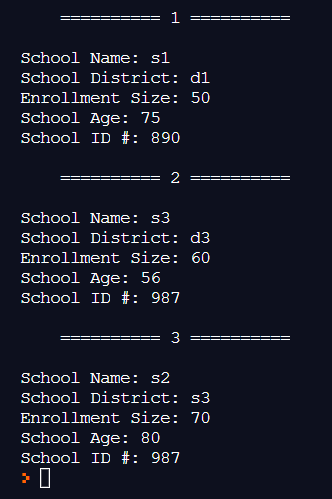 ========== 1 ==========
School Name: s1
School District: d1
Enrollment Size: 50
School Age: 75
School ID #: 890
========== 2 ==========
School Name: s3
School District: d3
Enrollment Size: 60
School Age: 56
School ID #: 987
========== 3 ==========
School Name: s2
School District: s3
Enrollment Size: 70
School Age: 80
School ID #: 987
>